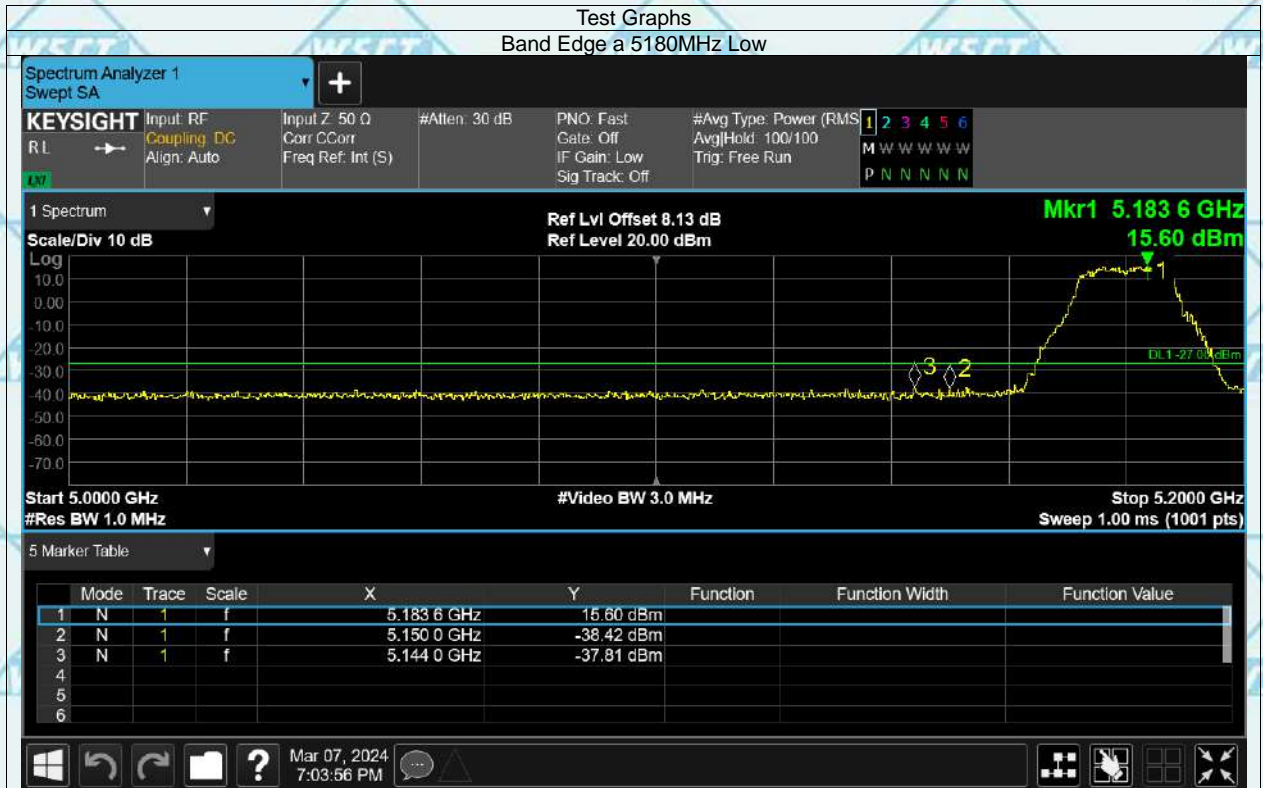 Test Graphs
Band Edge a 5180MHz Low
Spectrum Analyzer 1
Swept SA
+
KEYSIGHT Input: RF Input Z: 50 Ω #Atten: 30 dB PNO: Fast #Avg Type: Power (RMS 1 2 3 4 5 6
RL Coupling: DC Corr CCorr Gate: Off Avg|Hold: 100/100 M W W W W W
Align: Auto Freq Ref: Int (S) IF Gain: Low Trig: Free Run
LXI Sig Track: Off P N N N N N
1 Spectrum Ref Lvl Offset 8.13 dB Mkr1 5.183 6 GHz
Scale/Div 10 dB Ref Level 20.00 dBm 15.60 dBm
Log
10.0 1
0.00
-10.0
-20.0
DL1 -27.00 dBm
-30.0 3 2
-40.0
-50.0
-60.0
-70.0
Start 5.0000 GHz #Video BW 3.0 MHz Stop 5.2000 GHz
#Res BW 1.0 MHz Sweep 1.00 ms (1001 pts)
5 Marker Table
Mode Trace Scale X Y Function Function Width Function Value
1 N 1 f 5.183 6 GHz 15.60 dBm
2 N 1 f 5.150 0 GHz -38.42 dBm
3 N 1 f 5.144 0 GHz -37.81 dBm
4
5
6
? Mar 07, 2024
7:03:56 PM